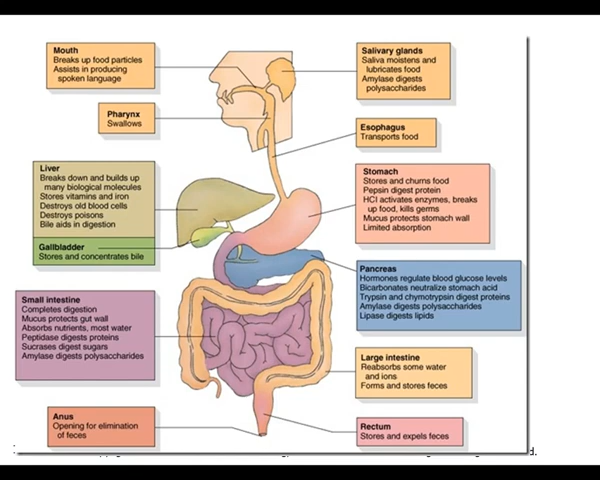 Mouth
Breaks up food particles
Assists in producing
spoken language
Salivary glands
Saliva moistens and
lubricates food
Amylase digests
polysaccharides
Pharynx
Swallows
Esophagus
Transports food
Liver
Breaks down and builds up
many biological molecules
Stores vitamins and iron
Destroys old blood cells
Destroys poisons
Bile aids in digestion
Gallbladder
Stores and concentrates bile
Stomach
Stores and churns food
Pepsin digest protein
HCl activates enzymes, breaks
up food, kills germs
Mucus protects stomach wall
Limited absorption
Pancreas
Hormones regulate blood glucose levels
Bicarbonates neutralize stomach acid
Trypsin and chymotrypsin digest proteins
Amylase digests polysaccharides
Lipase digests lipids
Small intestine
Completes digestion
Mucus protects gut wall
Absorbs nutrients, most water
Peptidase digests proteins
Sucrases digest sugars
Amylase digests polysaccharides
Large intestine
Reabsorbs some water
and ions
Forms and stores feces
Anus
Opening for elimination
of feces
Rectum
Stores and expels feces